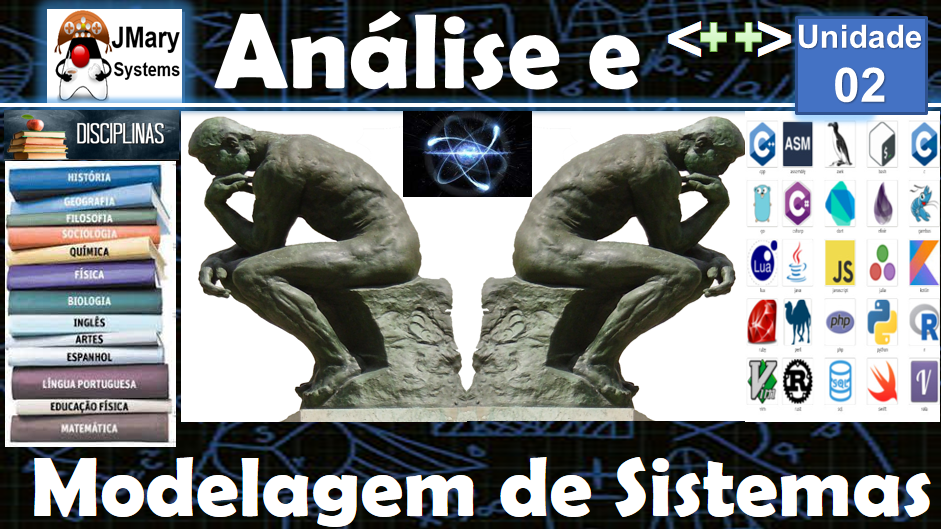 JMary
Systems
Análise e <++>
Unidade
02
DISCIPLINAS
HISTÓRIA
GEOGRAFIA
FILOSOFIA
SOCIOLOGIA
QUÍMICA
FÍSICA
BIOLOGIA
INGLÊS
ARTES
ESPANHOL
LÍNGUA PORTUGUESA
EDUCAÇÃO FÍSICA
MATEMÁTICA
ASM
Lua
JS
php
R
Modelagem de Sistemas